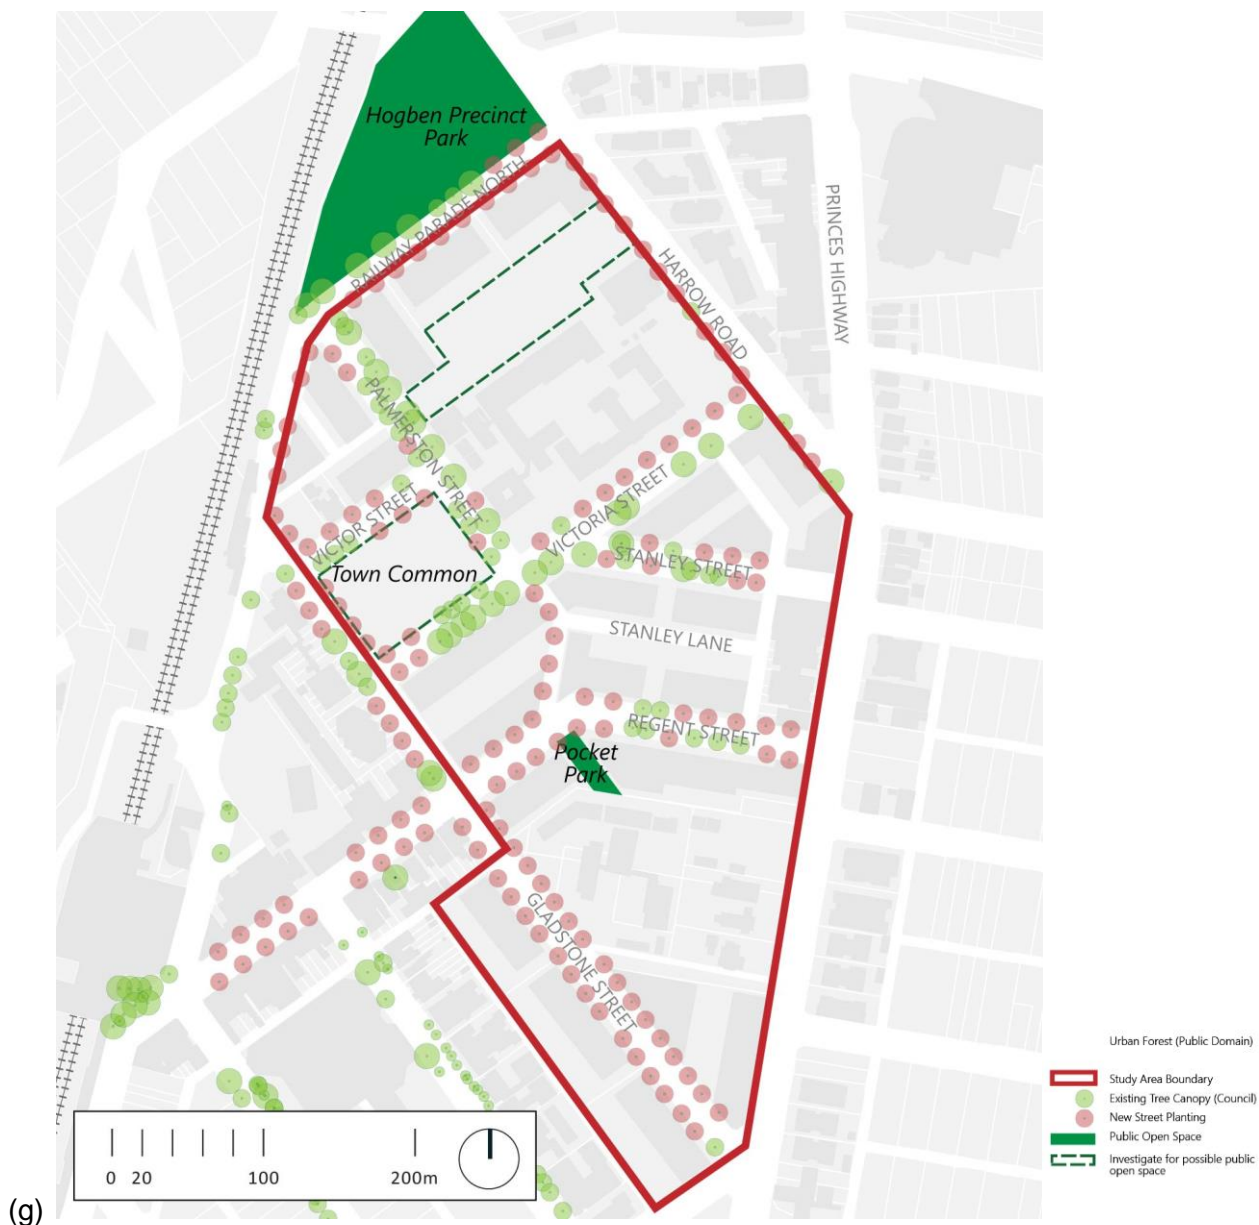 Hogben Precinct
Park
RAILWAY PARADE NORTH
PRINCES HIGHWAY
HARROW ROAD
PALMERSTON STREET
VICTOR STREET
VICTORIA STREET
STANLEY STREET
Town Common
STANLEY LANE
REGENT STREET
Pocket
Park
GLADSTONE STREET
Urban Forest (Public Domain)
Study Area Boundary
Existing Tree Canopy (Council)
New Street Planting
Public Open Space
Investigate for possible public
open space
0 20 100 200m
(g)